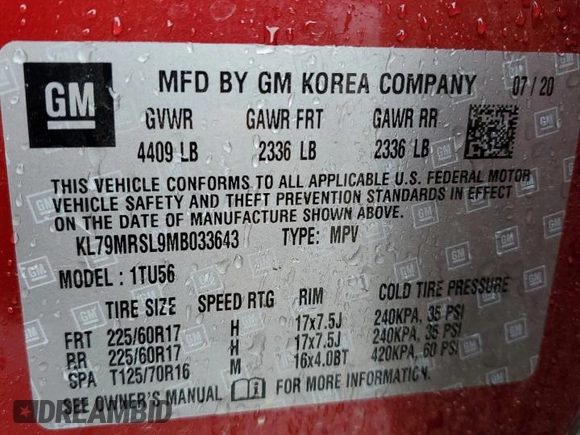 GM MFD BY GM KOREA COMPANY 07/20
GVWR GAWR FRT GAWR RR
4409 LB 2336 LB 2336 LB
THIS VEHICLE CONFORMS TO ALL APPLICABLE U.S. FEDERAL MOTOR
VEHICLE SAFETY AND THEFT PREVENTION STANDARDS IN EFFECT
ON THE DATE OF MANUFACTURE SHOWN ABOVE.
KL79MRSL9MB033643 TYPE: MPV
MODEL: 1TU56
TIRE SIZE SPEED RTG RIM COLD TIRE PRESSURE
FRT 225/60R17 H 17x7.5J 240KPA, 35 PSI
RR 225/60R17 H 17x7.5J 240KPA, 35 PSI
SPA T125/70R16 M 16x4.0BT 420KPA, 60 PSI
SEE OWNER'S MANUAL FOR MORE INFORMATION.
DREAMBID